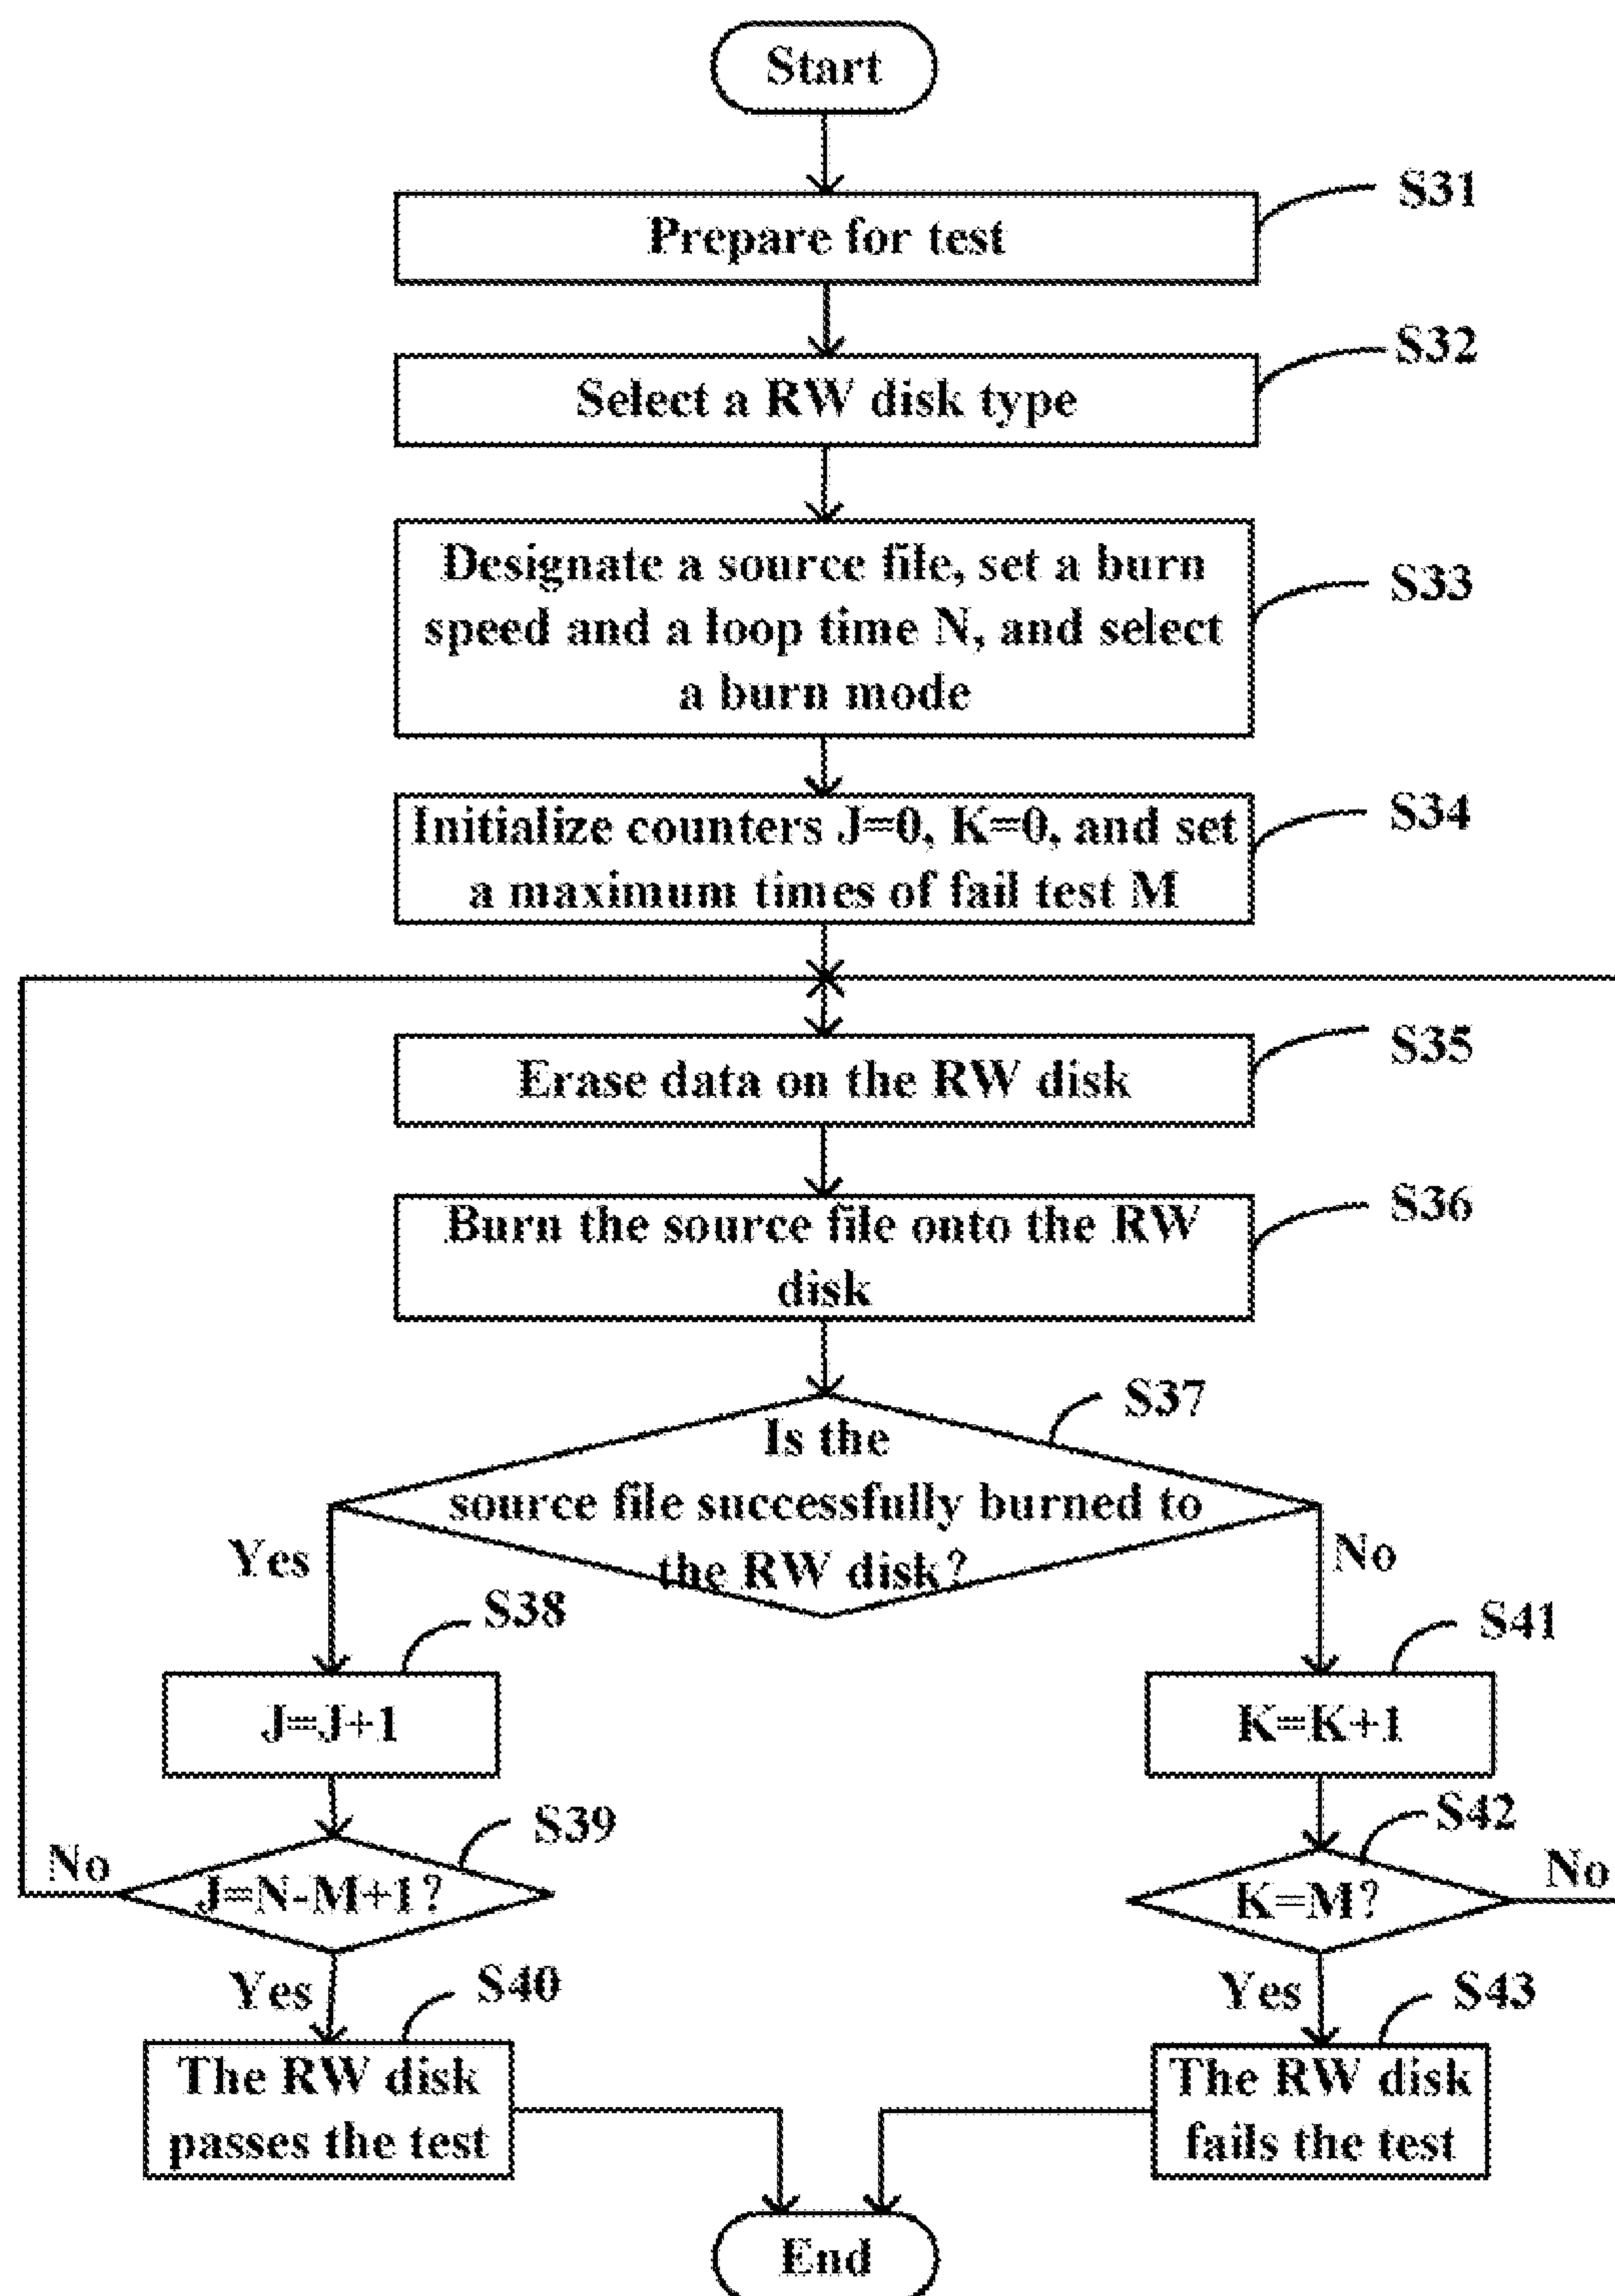 Start
Prepare for test
S31
Select a RW disk type
S32
Designate a source file, set a burn
speed and a loop time N, and select
a burn mode
S33
Initialize counters J=0, K=0, and set
a maximum times of fail test M
S34
Erase data on the RW disk
S35
Burn the source file onto the RW
disk
S36
Is the
source file successfully burned to
the RW disk?
S37
Yes
No
S38
J=J+1
S41
K=K+1
S39
J=N-M+1?
No
S42
K=M?
No
Yes
S40
Yes
S43
The RW disk
passes the test
The RW disk
fails the test
End